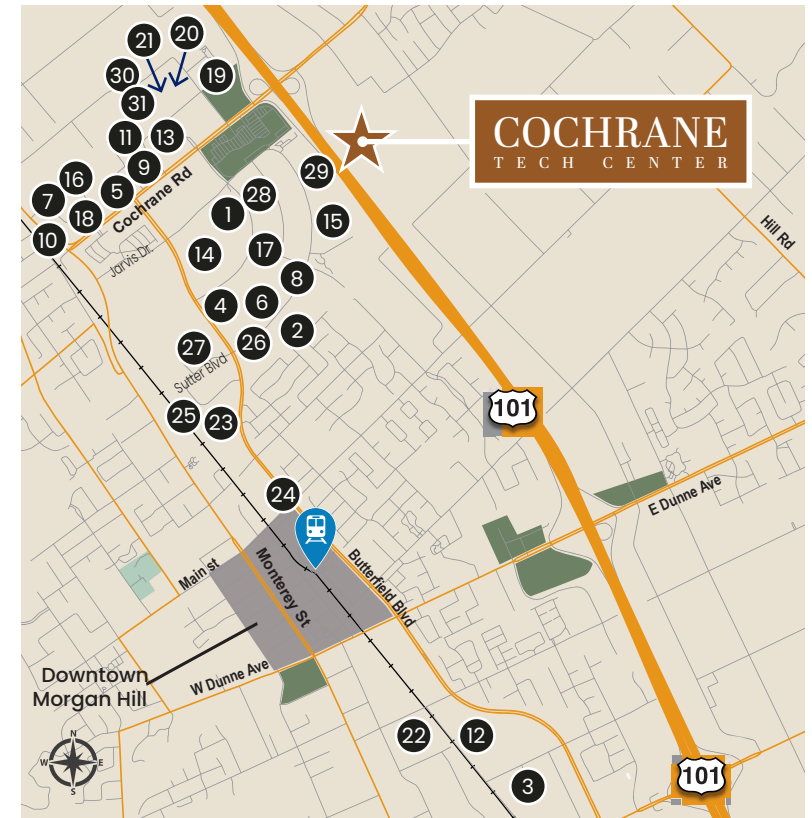 21
20
30
19
31
11
13
9
16
5
7
18
10
Cochrane Rd
Jarvis Dr.
COCHRANE
TECH CENTER
29
28
1
15
17
14
8
6
4
2
26
27
Sutter Blvd
25
23
Hill Rd
101
24
E Dunne Ave
Main st
Monterey St
Butterfield Blvd
Downtown
Morgan Hill
W Dunne Ave
22
12
3
101
N
W
E
S